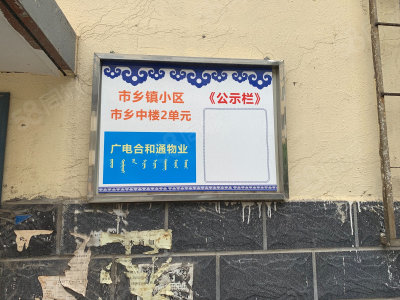 市乡镇小区
市乡中楼2单元
《公示栏》
广电合和通物业